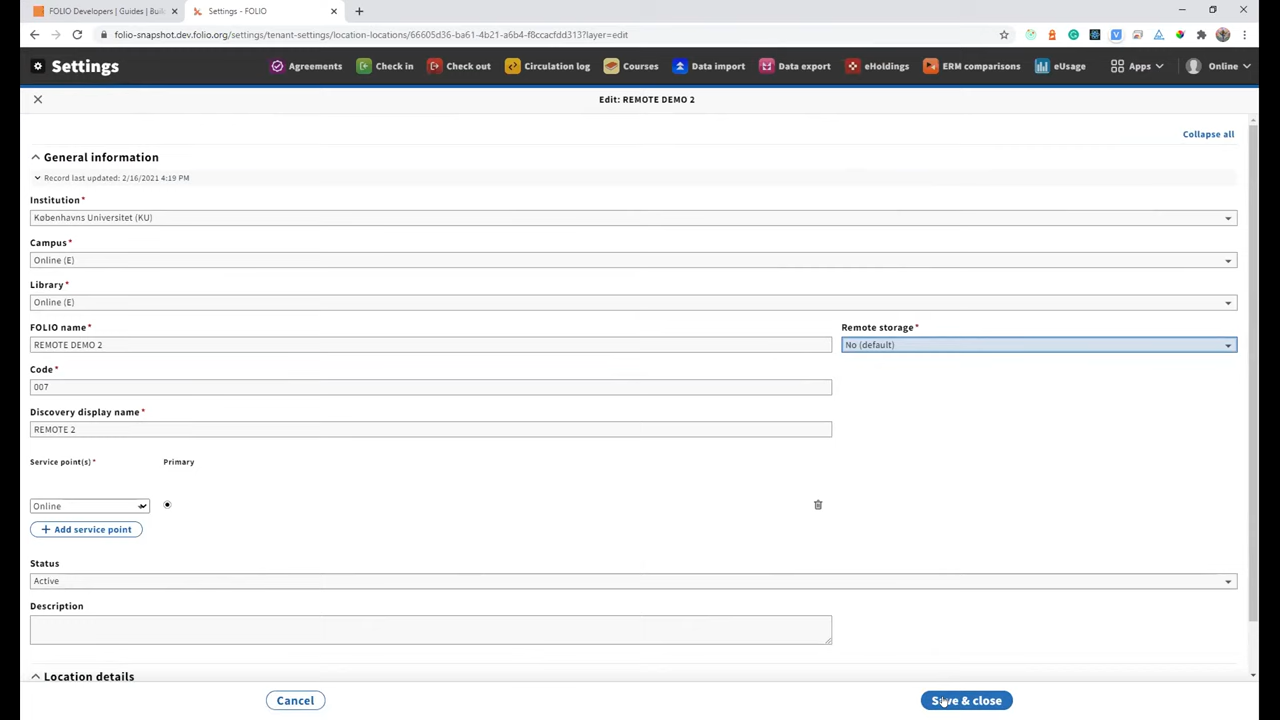 FOLIO Developers | Guides | Buil
Settings - FOLIO
folio-snapshot.dev.folio.org/settings/tenant-settings/location-locations/66605d36-ba61-4b21-a6b4-f8ccacfdd313?layer=edit
Settings
Agreements
Check in
Check out
Circulation log
Courses
Data import
Data export
eHoldings
ERM comparisons
eUsage
Apps
Online
Edit: REMOTE DEMO 2
Collapse all
General information
Record last updated: 2/16/2021 4:19 PM
Institution*
Københavns Universitet (KU)
Campus*
Online (E)
Library*
Online (E)
FOLIO name*
Remote storage*
REMOTE DEMO 2
No (default)
Code*
007
Discovery display name*
REMOTE 2
Service point(s)*
Primary
Online
+ Add service point
Status
Active
Description
Location details
Cancel
Save & close